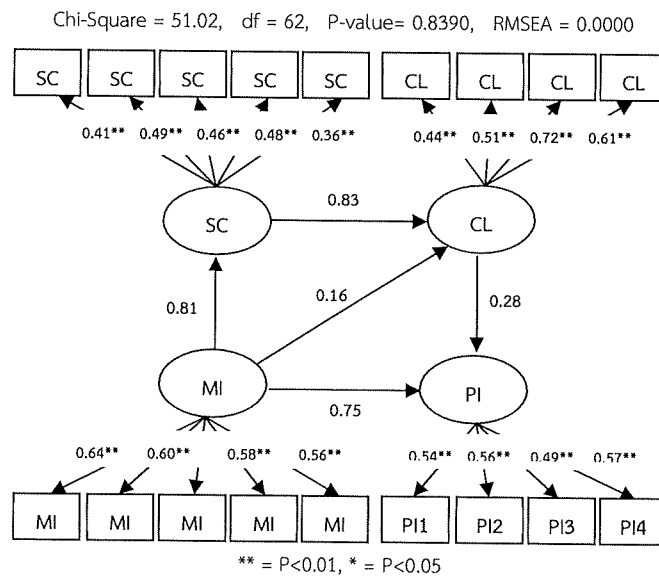 Chi-Square = 51.02, df = 62, P-value= 0.8390, RMSEA = 0.0000
SC SC SC SC SC CL CL CL CL
0.41** 0.49** 0.46** 0.48** 0.36** 0.44** 0.51** 0.72** 0.61**
0.83
SC CL
0.81 0.16 0.28
MI PI
0.75
0.64** 0.60** 0.58** 0.56** 0.54** 0.56** 0.49** 0.57**
MI MI MI MI MI PI1 PI2 PI3 PI4
** = P<0.01, * = P<0.05